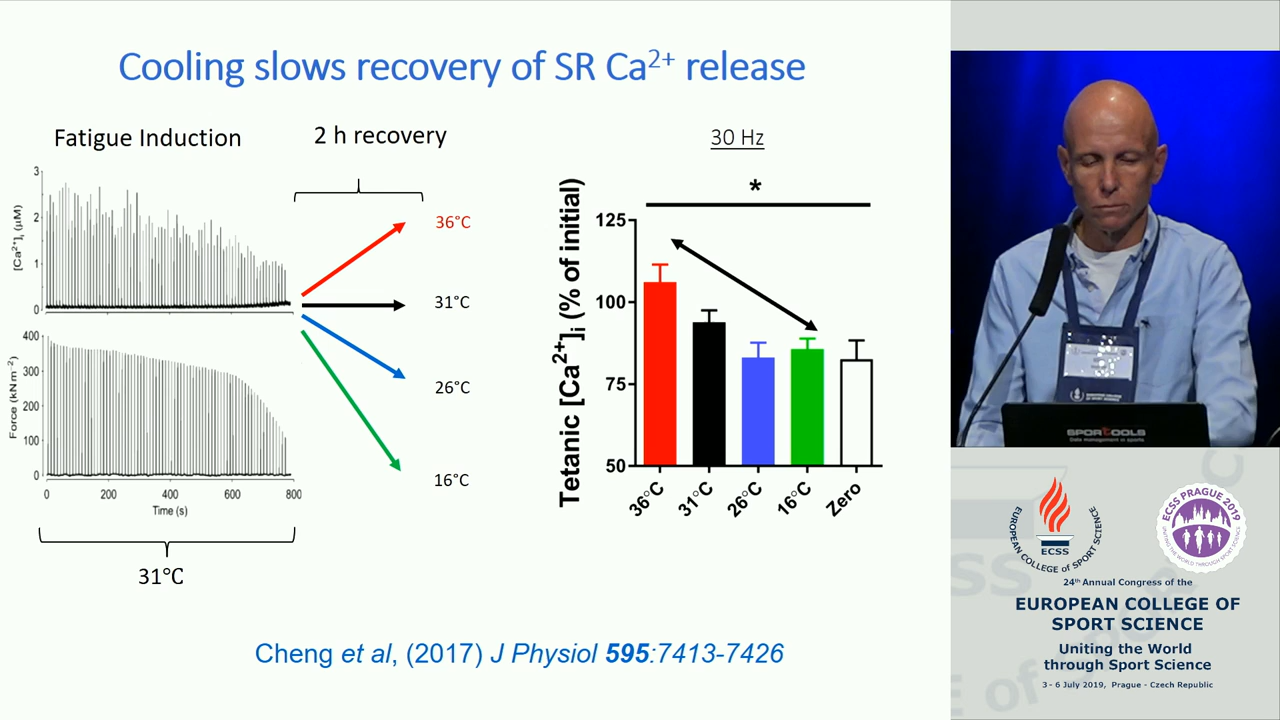 Cooling slows recovery of SR Ca2+ release
Fatigue Induction
2 h recovery
30 Hz
[Ca2+]i (µM)
3
2
1
0
Force (kN m-2)
400
300
200
100
0
0 200 400 600 800
Time (s)
31°C
36°C
31°C
26°C
16°C
*
Tetanic [Ca2+]i (% of initial)
125
100
75
50
36°C 31°C 26°C 16°C Zero
Cheng et al, (2017) J Physiol 595:7413-7426
SPORTOOLS
Data management in sports
EUROPEAN COLLEGE OF SPORT SCIENCE
ECSS
ECSS PRAGUE 2019
UNITING THE WORLD THROUGH SPORT SCIENCE
24th Annual Congress of the
EUROPEAN COLLEGE OF
SPORT SCIENCE
Uniting the World
through Sport Science
3 - 6 July 2019, Prague - Czech Republic